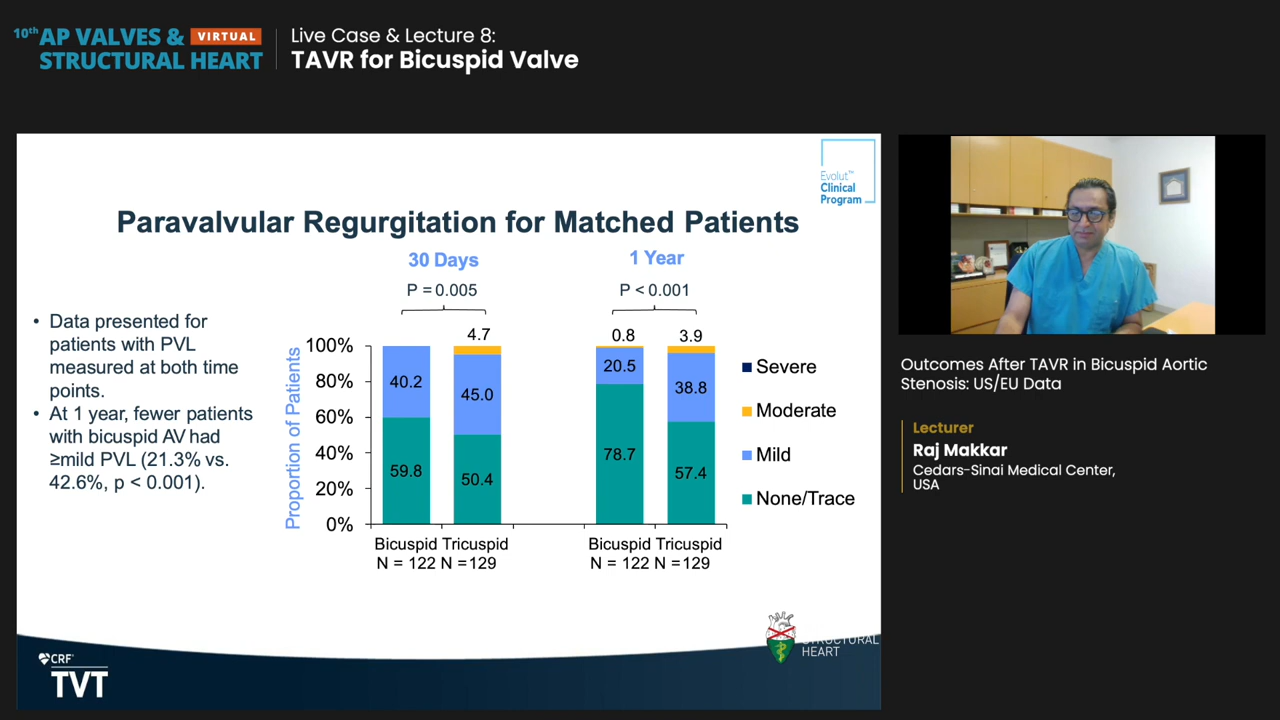 10th AP VALVES & VIRTUAL
STRUCTURAL HEART
Live Case & Lecture 8:
TAVR for Bicuspid Valve
Evolut™
Clinical
Program
Paravalvular Regurgitation for Matched Patients
• Data presented for
patients with PVL
measured at both time
points.
• At 1 year, fewer patients
with bicuspid AV had
≥mild PVL (21.3% vs.
42.6%, p < 0.001).
30 Days
1 Year
P = 0.005
P < 0.001
Proportion of Patients
100%
80%
60%
40%
20%
0%
4.7
40.2
45.0
59.8
50.4
0.8
3.9
20.5
38.8
78.7
57.4
Bicuspid Tricuspid
N = 122 N =129
Bicuspid Tricuspid
N = 122 N =129
Severe
Moderate
Mild
None/Trace
CRF
TVT
STRUCTURAL
HEART
Outcomes After TAVR in Bicuspid Aortic
Stenosis: US/EU Data
Lecturer
Raj Makkar
Cedars-Sinai Medical Center,
USA